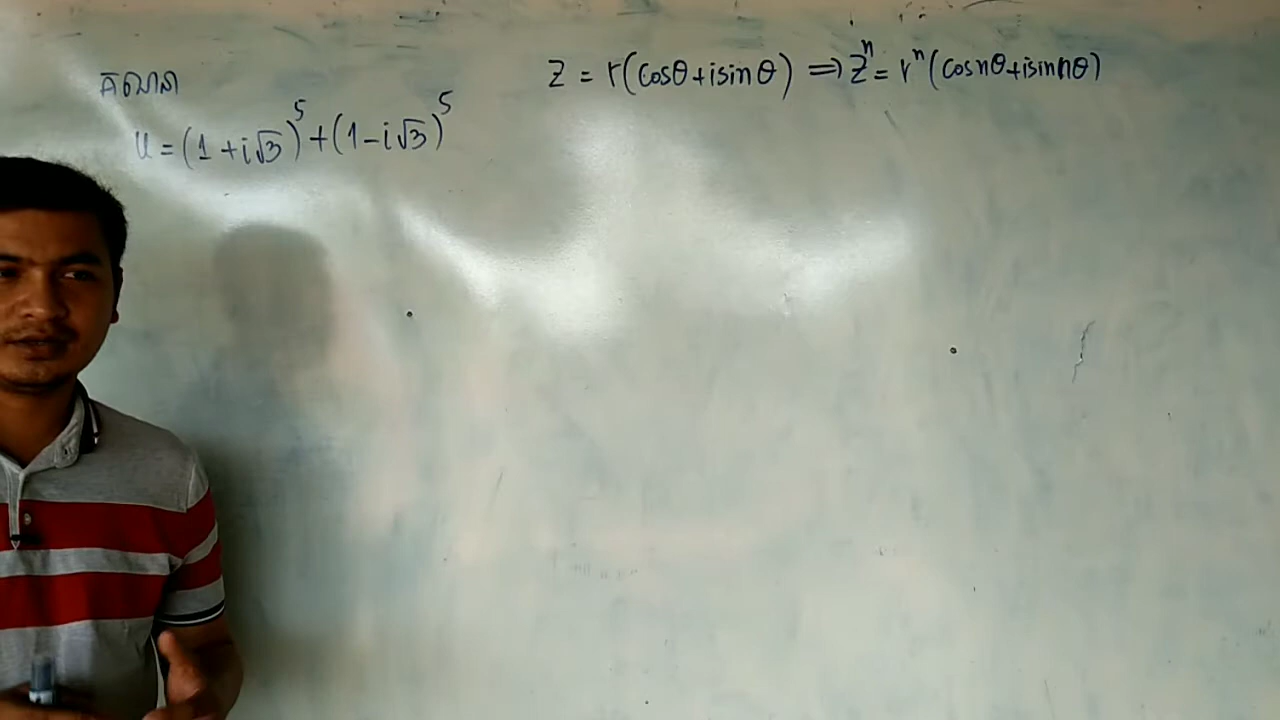 គណនា
U = (1 + i√3)⁵ + (1 - i√3)⁵
z = r(cosθ + isinθ) ⟹ zⁿ = rⁿ(cosnθ + isinnθ)